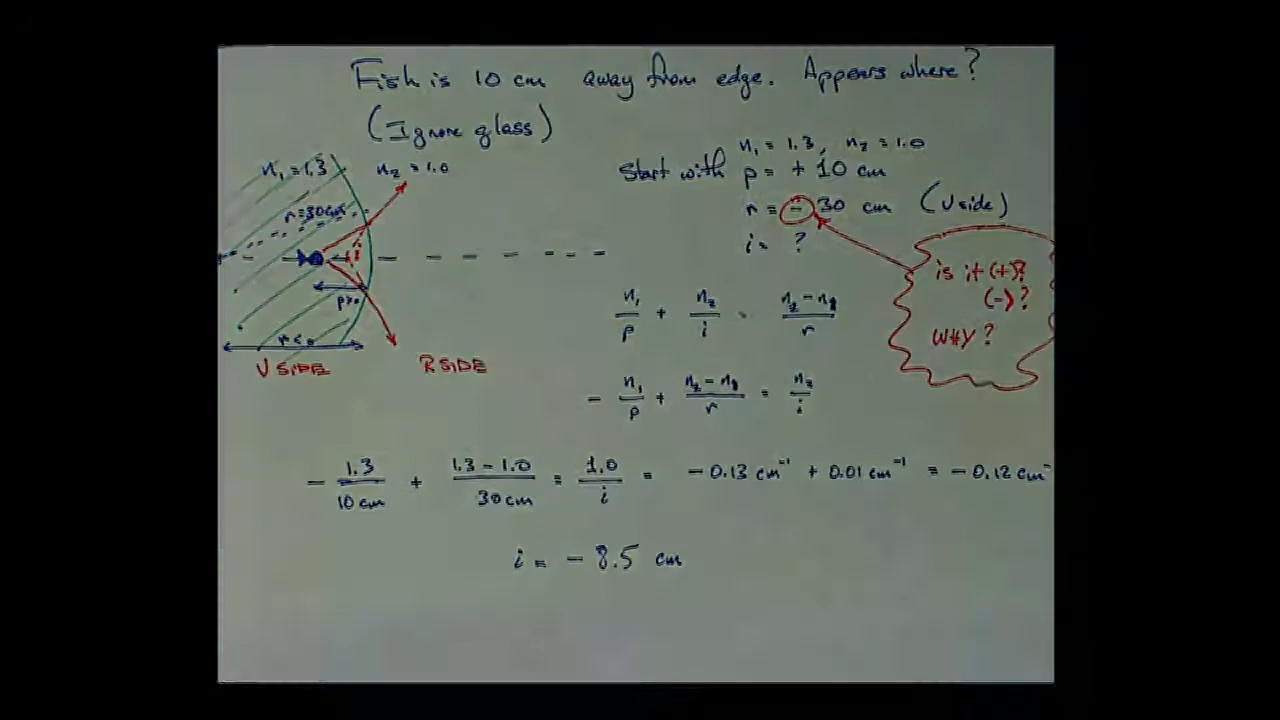 Fish is 10 cm away from edge. Appears where?
(Ignore glass)
n₁ = 1.3, n₂ = 1.0
Start with p = + 10 cm
r = - 30 cm (V side)
i = ?
n₁ = 1.3
n₂ = 1.0
r = 30 cm
i
p>0
r<0
V SIDE
R SIDE
is it (+)?
(-)?
WHY?
n₁/p + n₂/i = n₂-n₁/r
- n₁/p + n₂-n₁/r = n₂/i
- 1.3/10 cm + 1.3-1.0/30 cm = 1.0/i = - 0.13 cm⁻¹ + 0.01 cm⁻¹ = - 0.12 cm⁻
i = - 8.5 cm